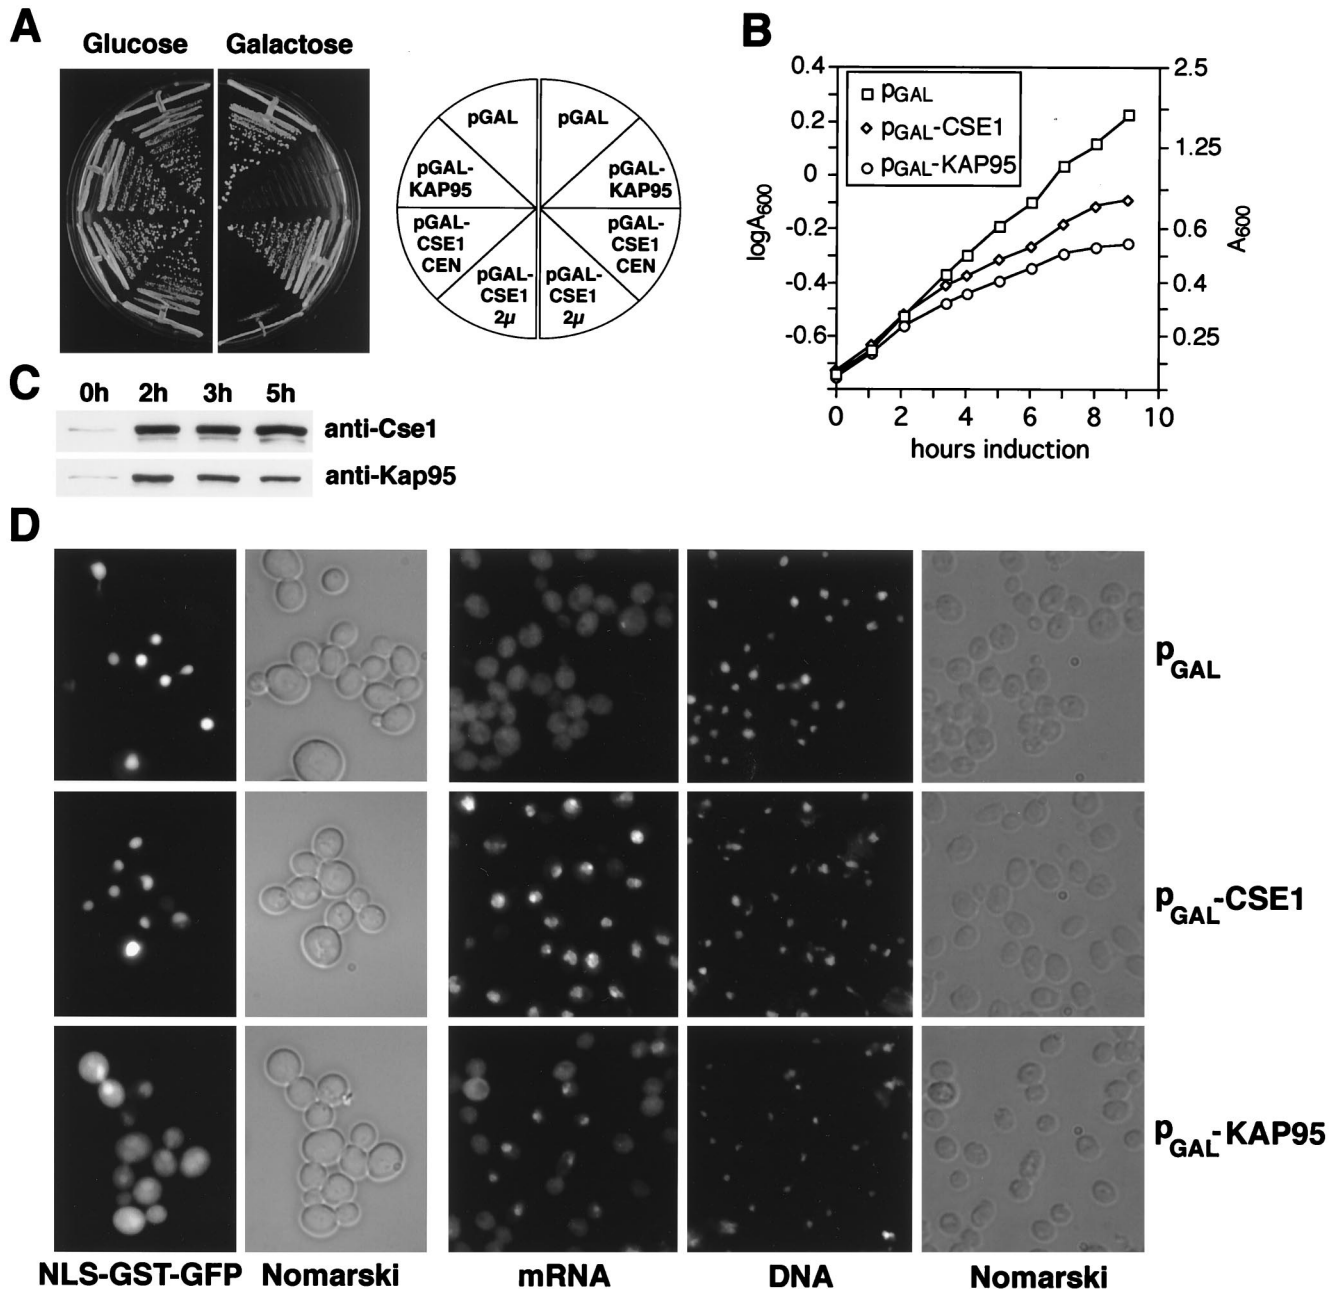 A
Glucose Galactose
pGAL pGAL
pGAL-
KAP95
pGAL-
KAP95
pGAL-
CSE1
CEN
pGAL-
CSE1
CEN
pGAL-
CSE1
2µ
pGAL-
CSE1
2µ
B
0.4
0.2
0
-0.2
-0.4
-0.6
logA600
pGAL
pGAL-CSE1
pGAL-KAP95
2.5
1.25
0.6
0.4
0.25
A600
0 2 4 6 8 10
hours induction
C
0h 2h 3h 5h
anti-Cse1
anti-Kap95
D
pGAL
pGAL-CSE1
pGAL-KAP95
NLS-GST-GFP Nomarski mRNA DNA Nomarski